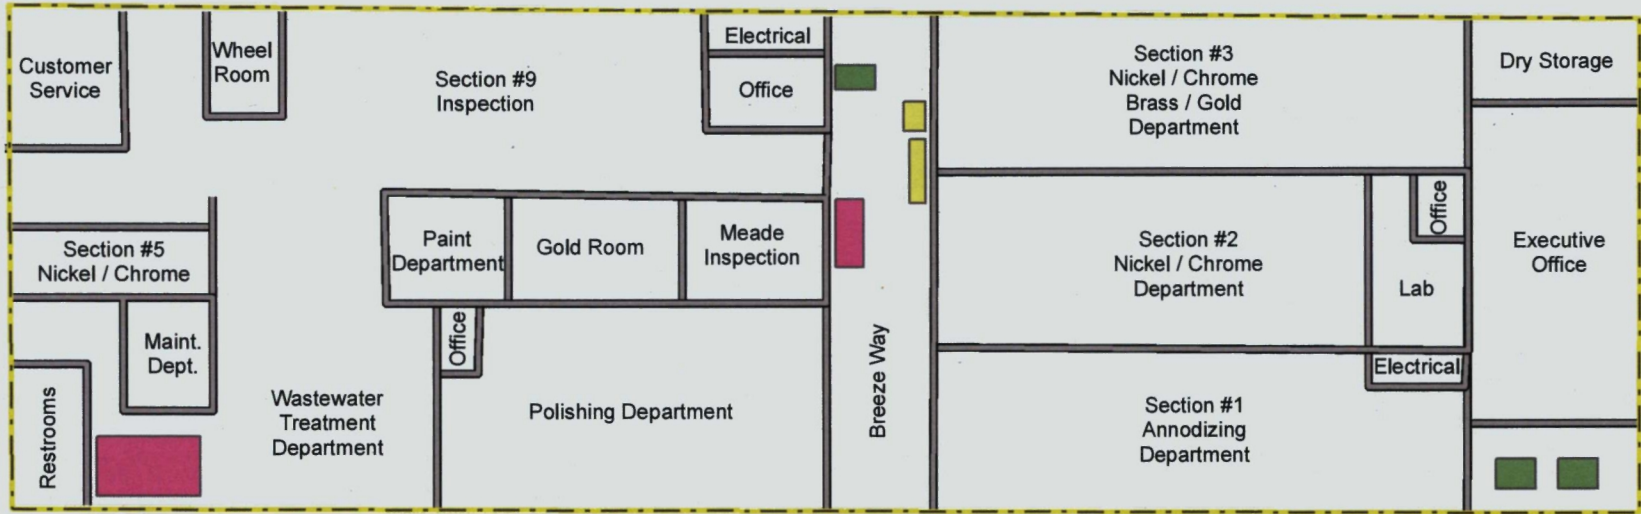 Customer
Service
Wheel
Room
Section #9
Inspection
Electrical
Office
Section #3
Nickel / Chrome
Brass / Gold
Department
Dry Storage
Section #5
Nickel / Chrome
Paint
Department
Gold Room
Meade
Inspection
Section #2
Nickel / Chrome
Department
Office
Lab
Executive
Office
Maint.
Dept.
Office
Breeze Way
Electrical
Restrooms
Wastewater
Treatment
Department
Polishing Department
Section #1
Annodizing
Department